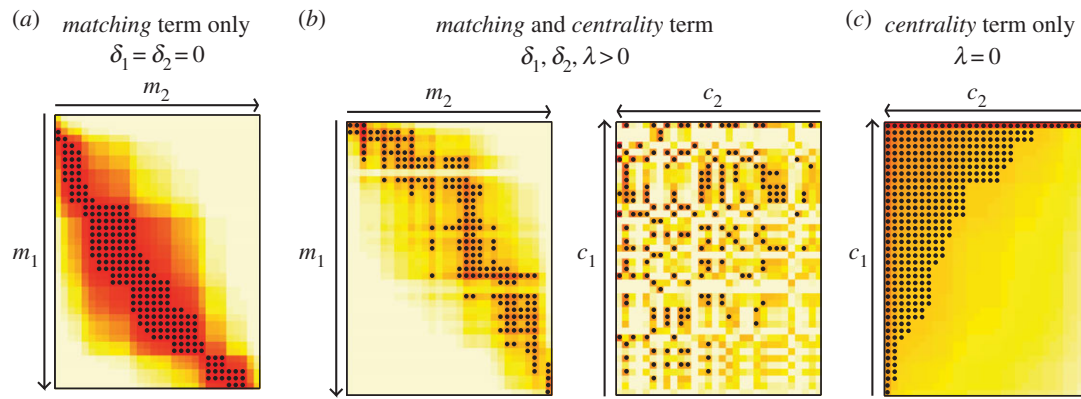 (a) matching term only
δ₁ = δ₂ = 0
m₂
m₁
(b) matching and centrality term
δ₁, δ₂, λ > 0
m₂
m₁
c₂
c₁
(c) centrality term only
λ = 0
c₂
c₁